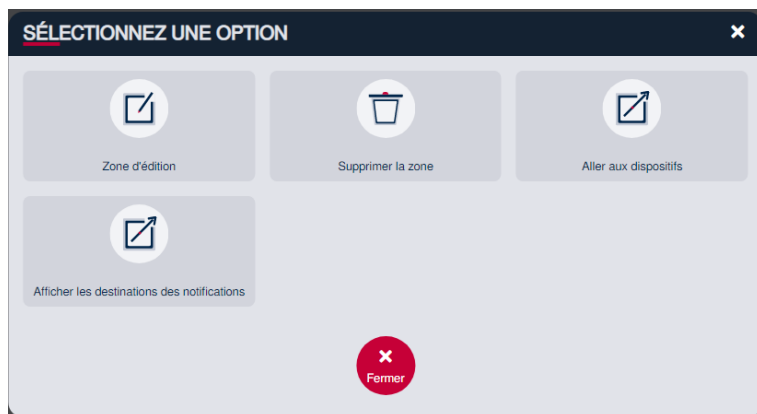 SÉLECTIONNEZ UNE OPTION
Zone d'édition
Supprimer la zone
Aller aux dispositifs
Afficher les destinations des notifications
Fermer